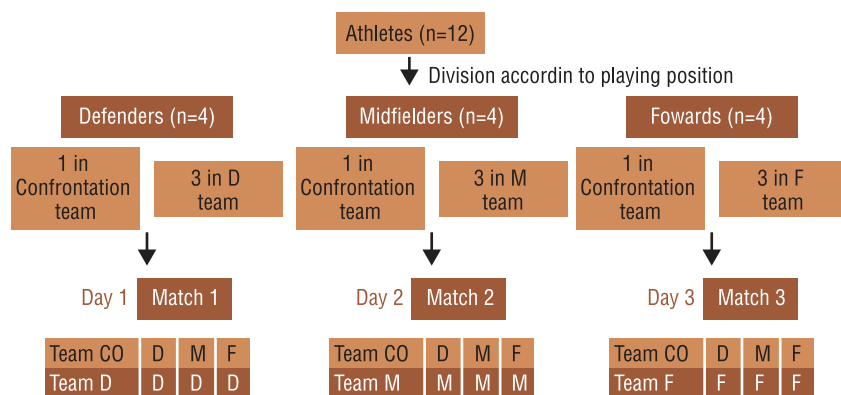 Athletes (n=12)
Division accordin to playing position
Defenders (n=4)
Midfielders (n=4)
Fowards (n=4)
1 in
Confrontation
team
3 in D
team
1 in
Confrontation
team
3 in M
team
1 in
Confrontation
team
3 in F
team
Day 1 Match 1
Day 2 Match 2
Day 3 Match 3
Team CO D M F
Team D D D D
Team CO D M F
Team M M M M
Team CO D M F
Team F F F F